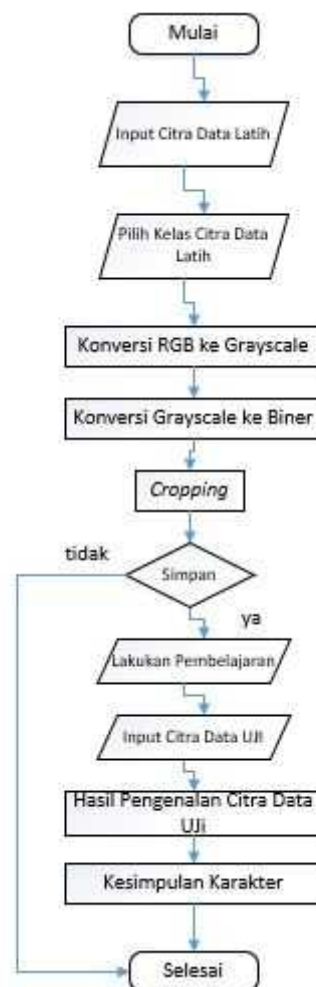 Mulai
Input Citra Data Latih
Pilih Kelas Citra Data
Latih
Konversi RGB ke Grayscale
Konversi Grayscale ke Biner
Cropping
tidak
Simpan
ya
Lakukan Pembelajaran
Input Citra Data UJI
Hasil Pengenalan Citra Data
UJi
Kesimpulan Karakter
Selesai